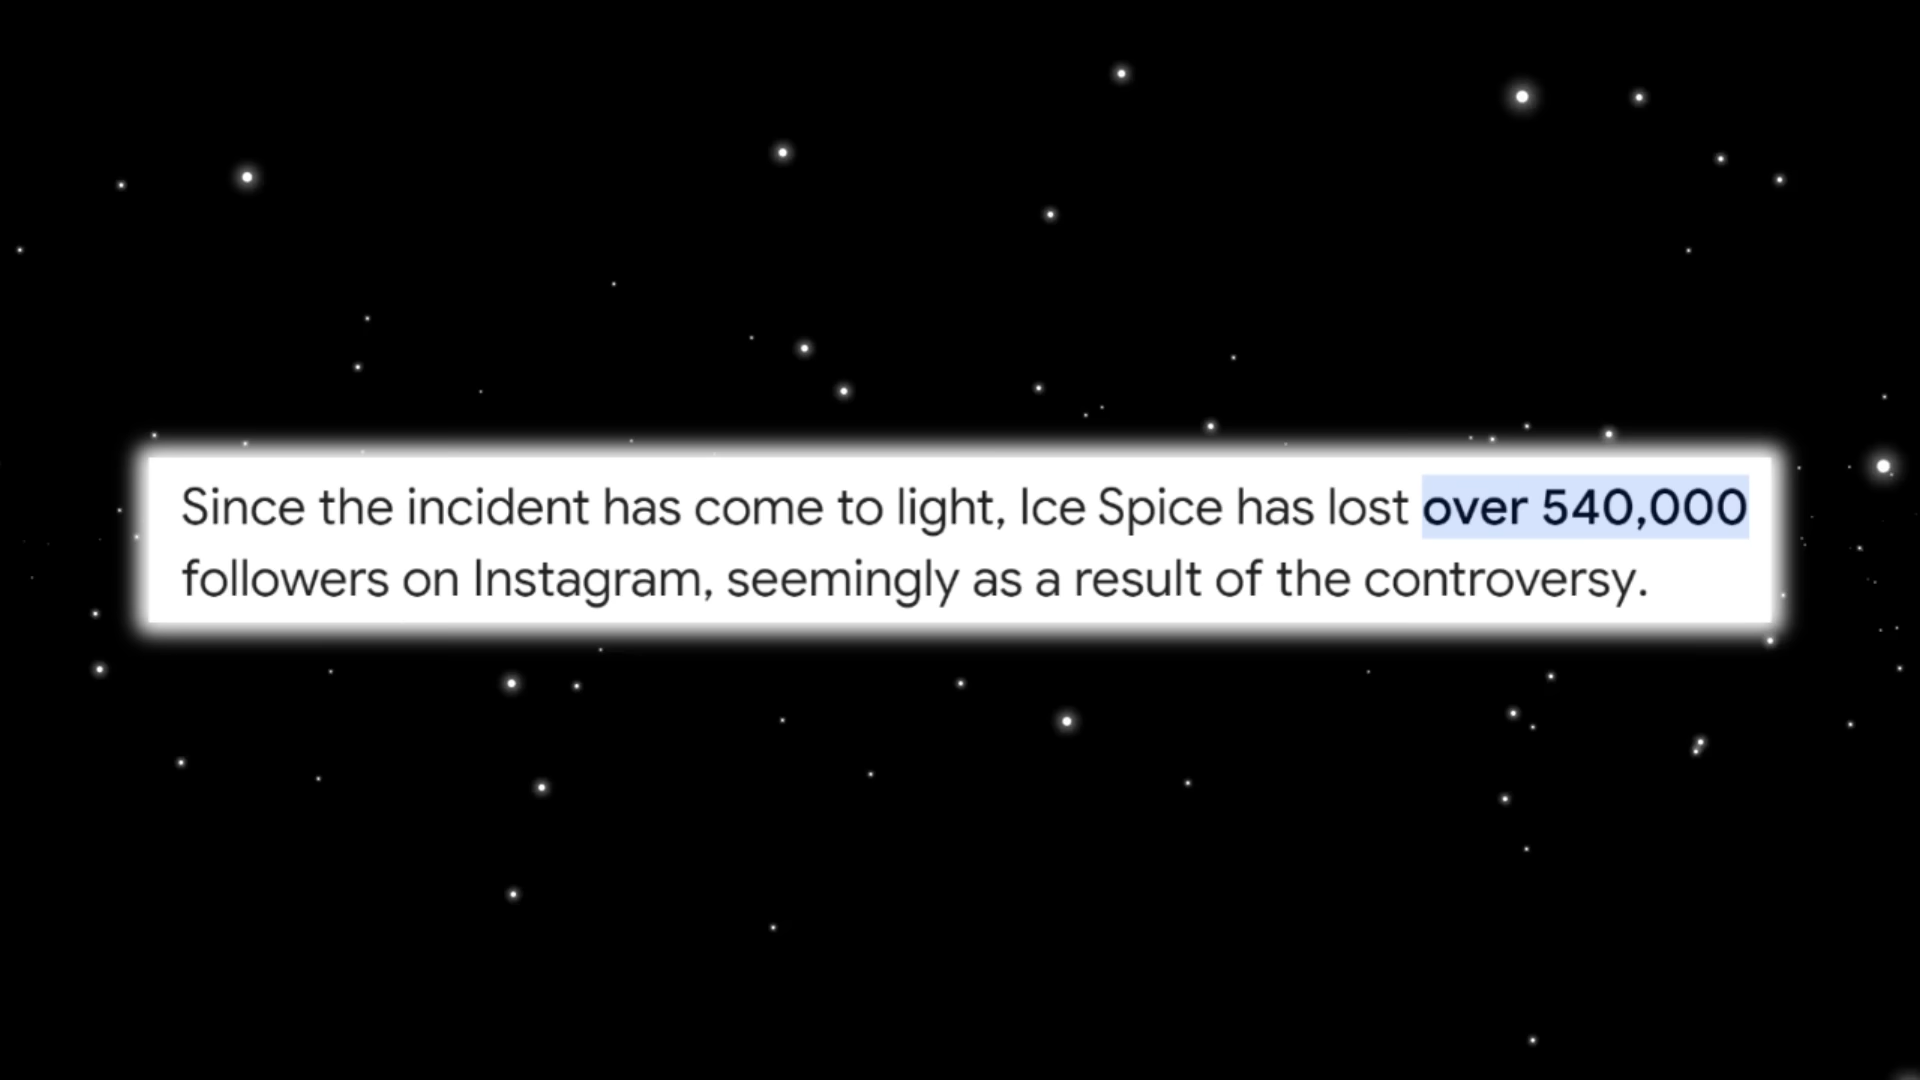 Since the incident has come to light, Ice Spice has lost over 540,000
followers on Instagram, seemingly as a result of the controversy.